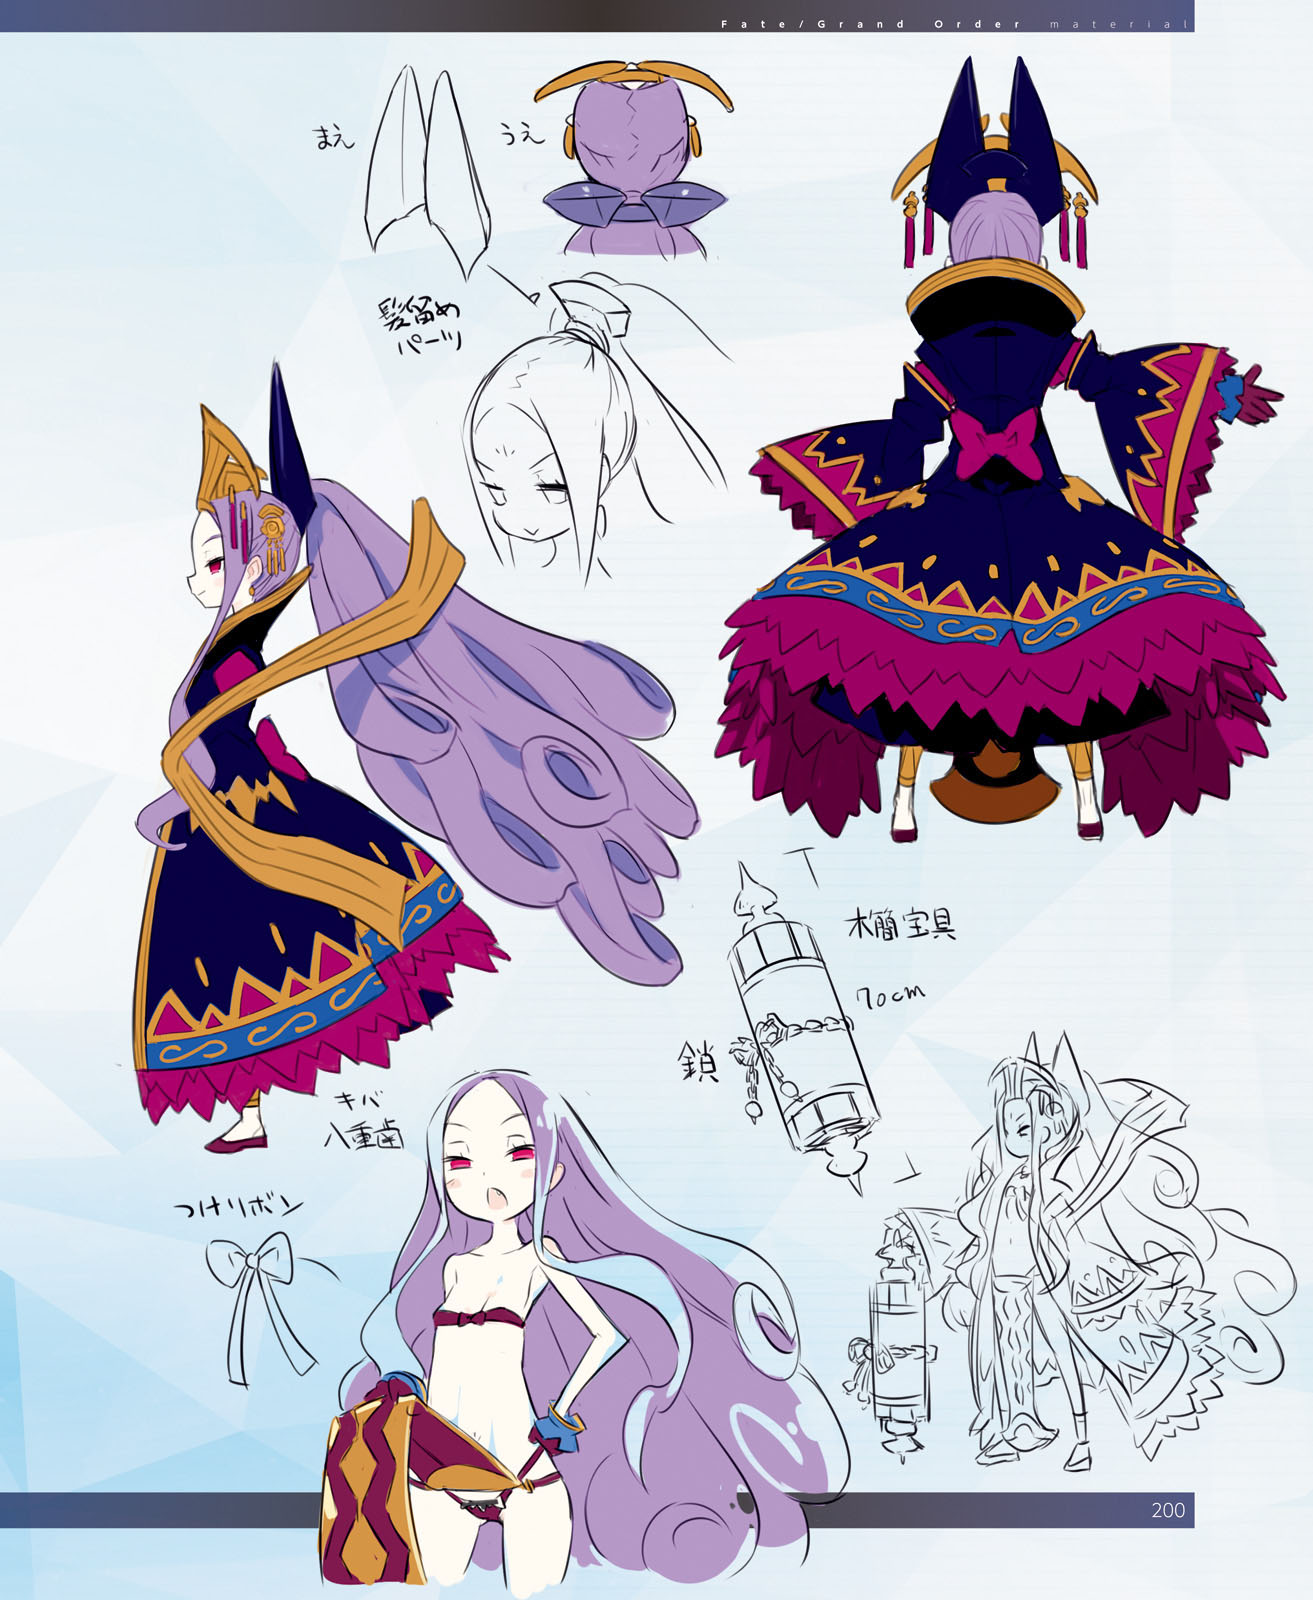 Fate/Grand Order material
まえ
うえ
髪留め
パーツ
木簡宝具
70cm
鎖
キバ
八重歯
つけリボン
200